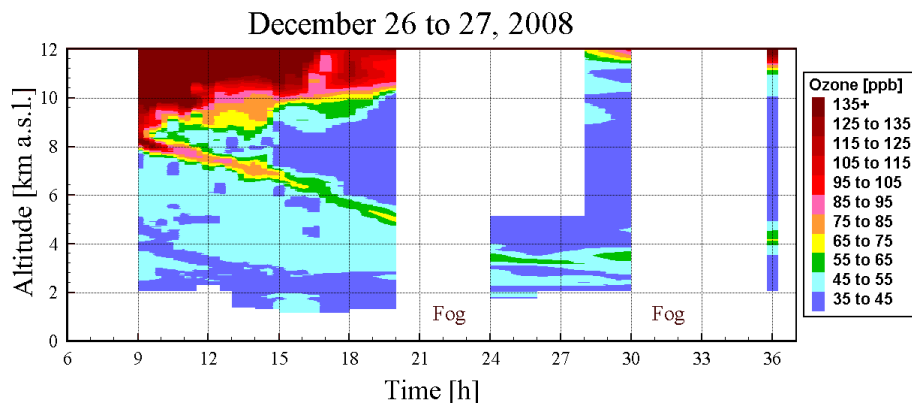 December 26 to 27, 2008
Altitude [km a.s.l.]
12
10
8
6
4
2
0
Fog
Fog
6
9
12
15
18
21
24
27
30
33
36
Time [h]
Ozone [ppb]
135+
125 to 135
115 to 125
105 to 115
95 to 105
85 to 95
75 to 85
65 to 75
55 to 65
45 to 55
35 to 45